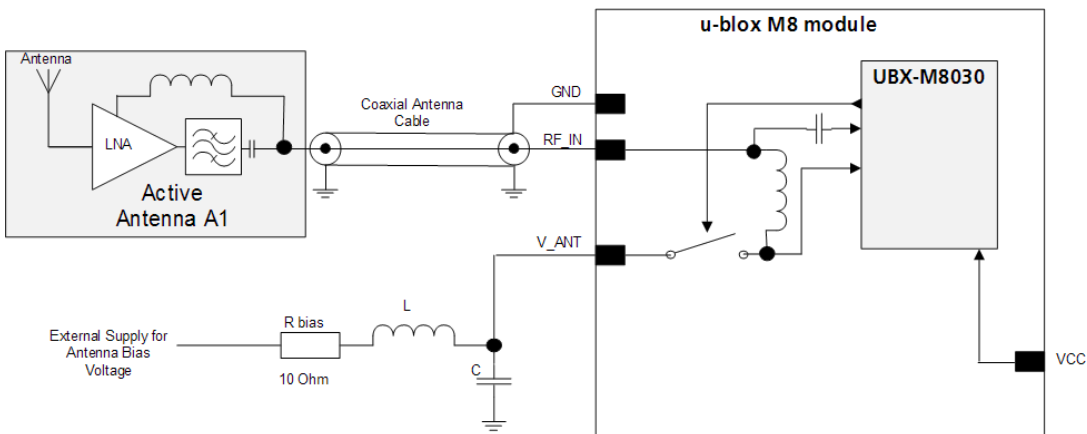 u-blox M8 module
UBX-M8030
Antenna
LNA
Active
Antenna A1
Coaxial Antenna
Cable
GND
RF_IN
V_ANT
External Supply for
Antenna Bias
Voltage
R bias
10 Ohm
L
C
VCC